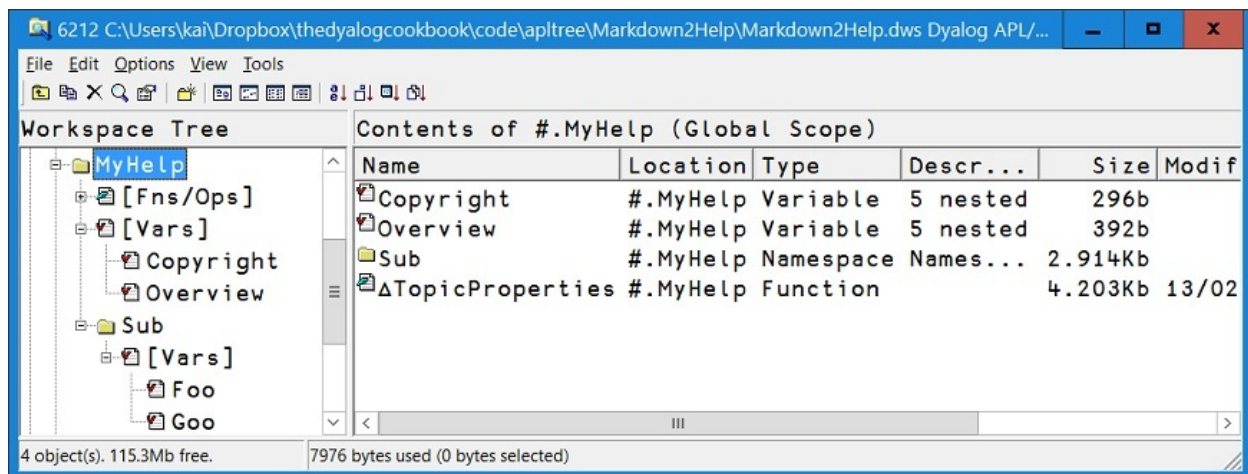 6212 C:\Users\kai\Dropbox\thedyalogcookbook\code\apltree\Markdown2Help\Markdown2Help.dws Dyalog APL/...
File Edit Options View Tools
Workspace Tree
Contents of #.MyHelp (Global Scope)
MyHelp
[Fns/Ops]
[Vars]
Copyright
Overview
Sub
[Vars]
Foo
Goo
Name Location Type Descr... Size Modif
Copyright #.MyHelp Variable 5 nested 296b
Overview #.MyHelp Variable 5 nested 392b
Sub #.MyHelp Namespace Names... 2.914Kb
∆TopicProperties #.MyHelp Function 4.203Kb 13/02
4 object(s). 115.3Mb free.
7976 bytes used (0 bytes selected)